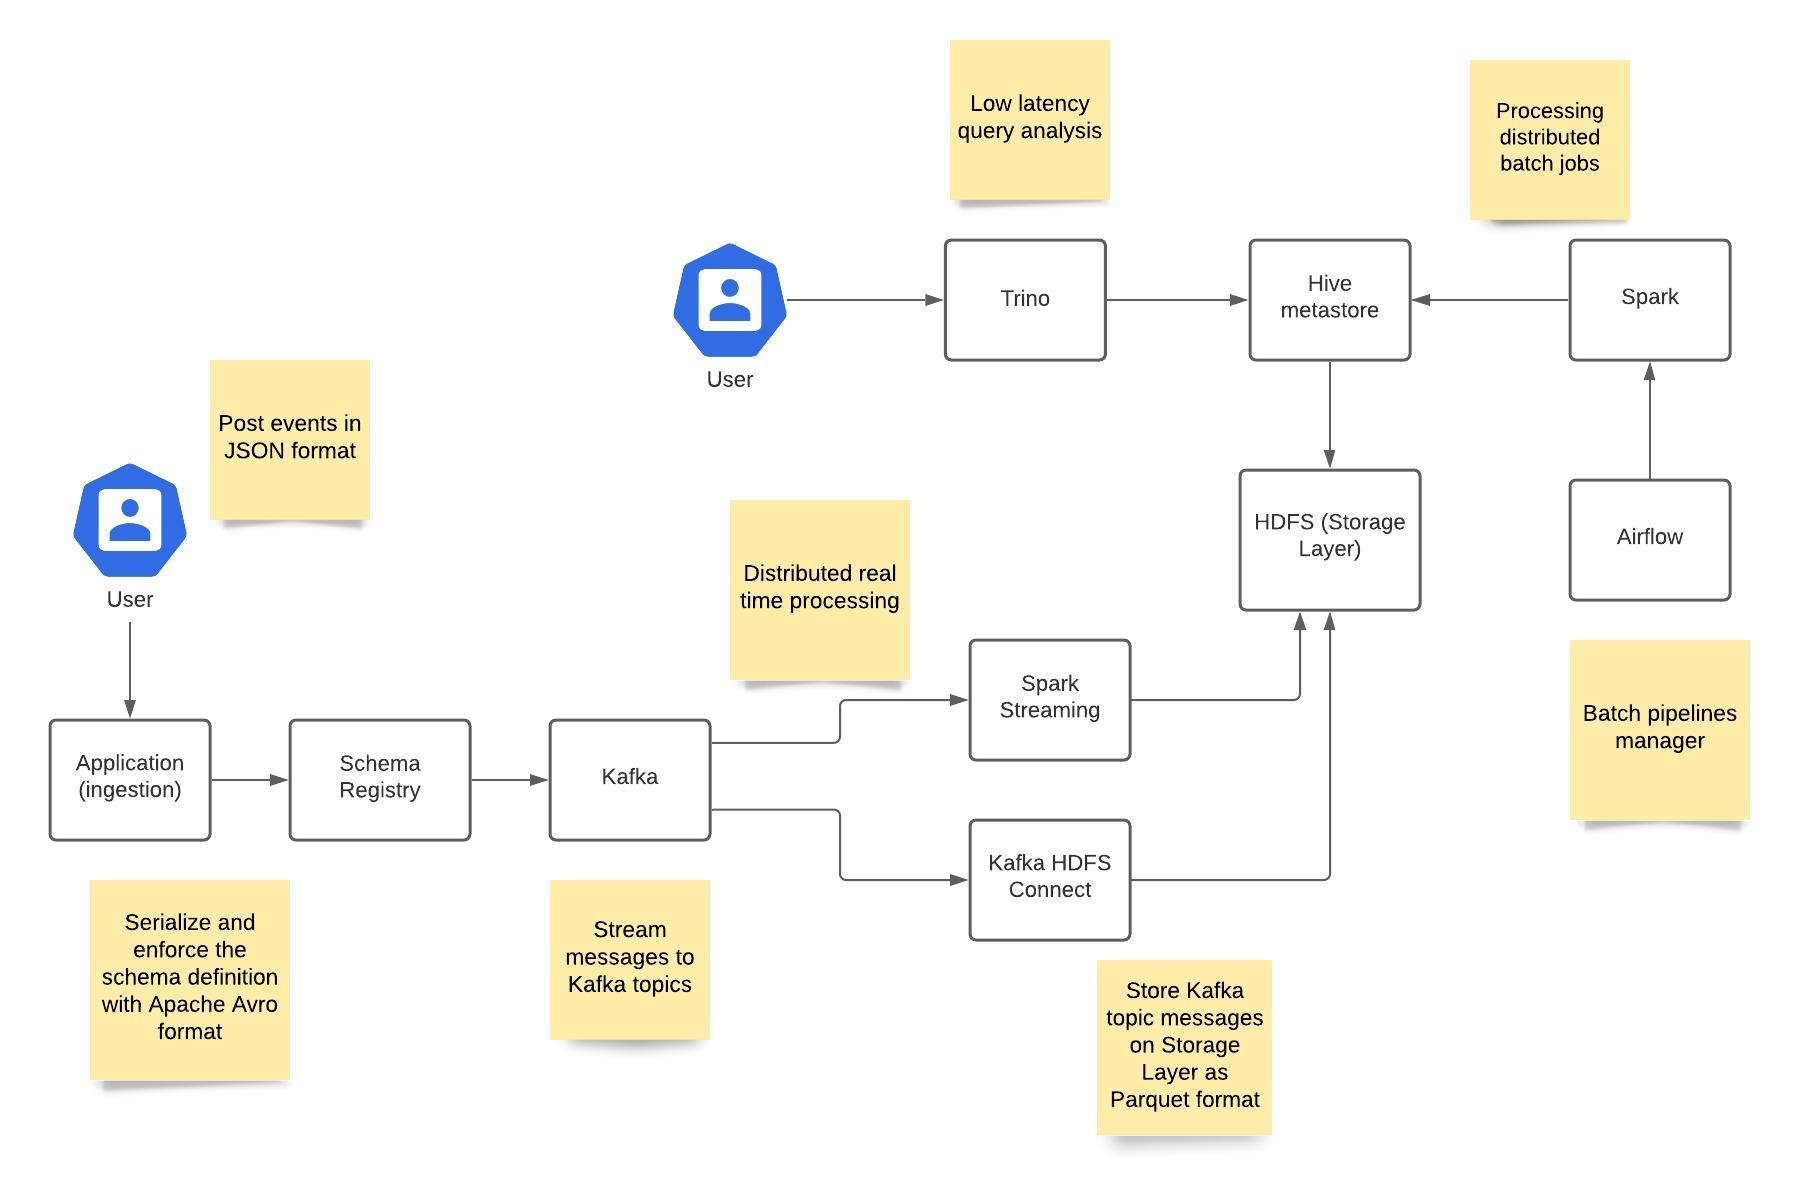 Low latency
query analysis
Processing
distributed
batch jobs
Trino
Hive
metastore
Spark
User
Post events in
JSON format
User
HDFS (Storage
Layer)
Airflow
Distributed real
time processing
Spark
Streaming
Batch pipelines
manager
Application
(ingestion)
Schema
Registry
Kafka
Kafka HDFS
Connect
Serialize and
enforce the
schema definition
with Apache Avro
format
Stream
messages to
Kafka topics
Store Kafka
topic messages
on Storage
Layer as
Parquet format